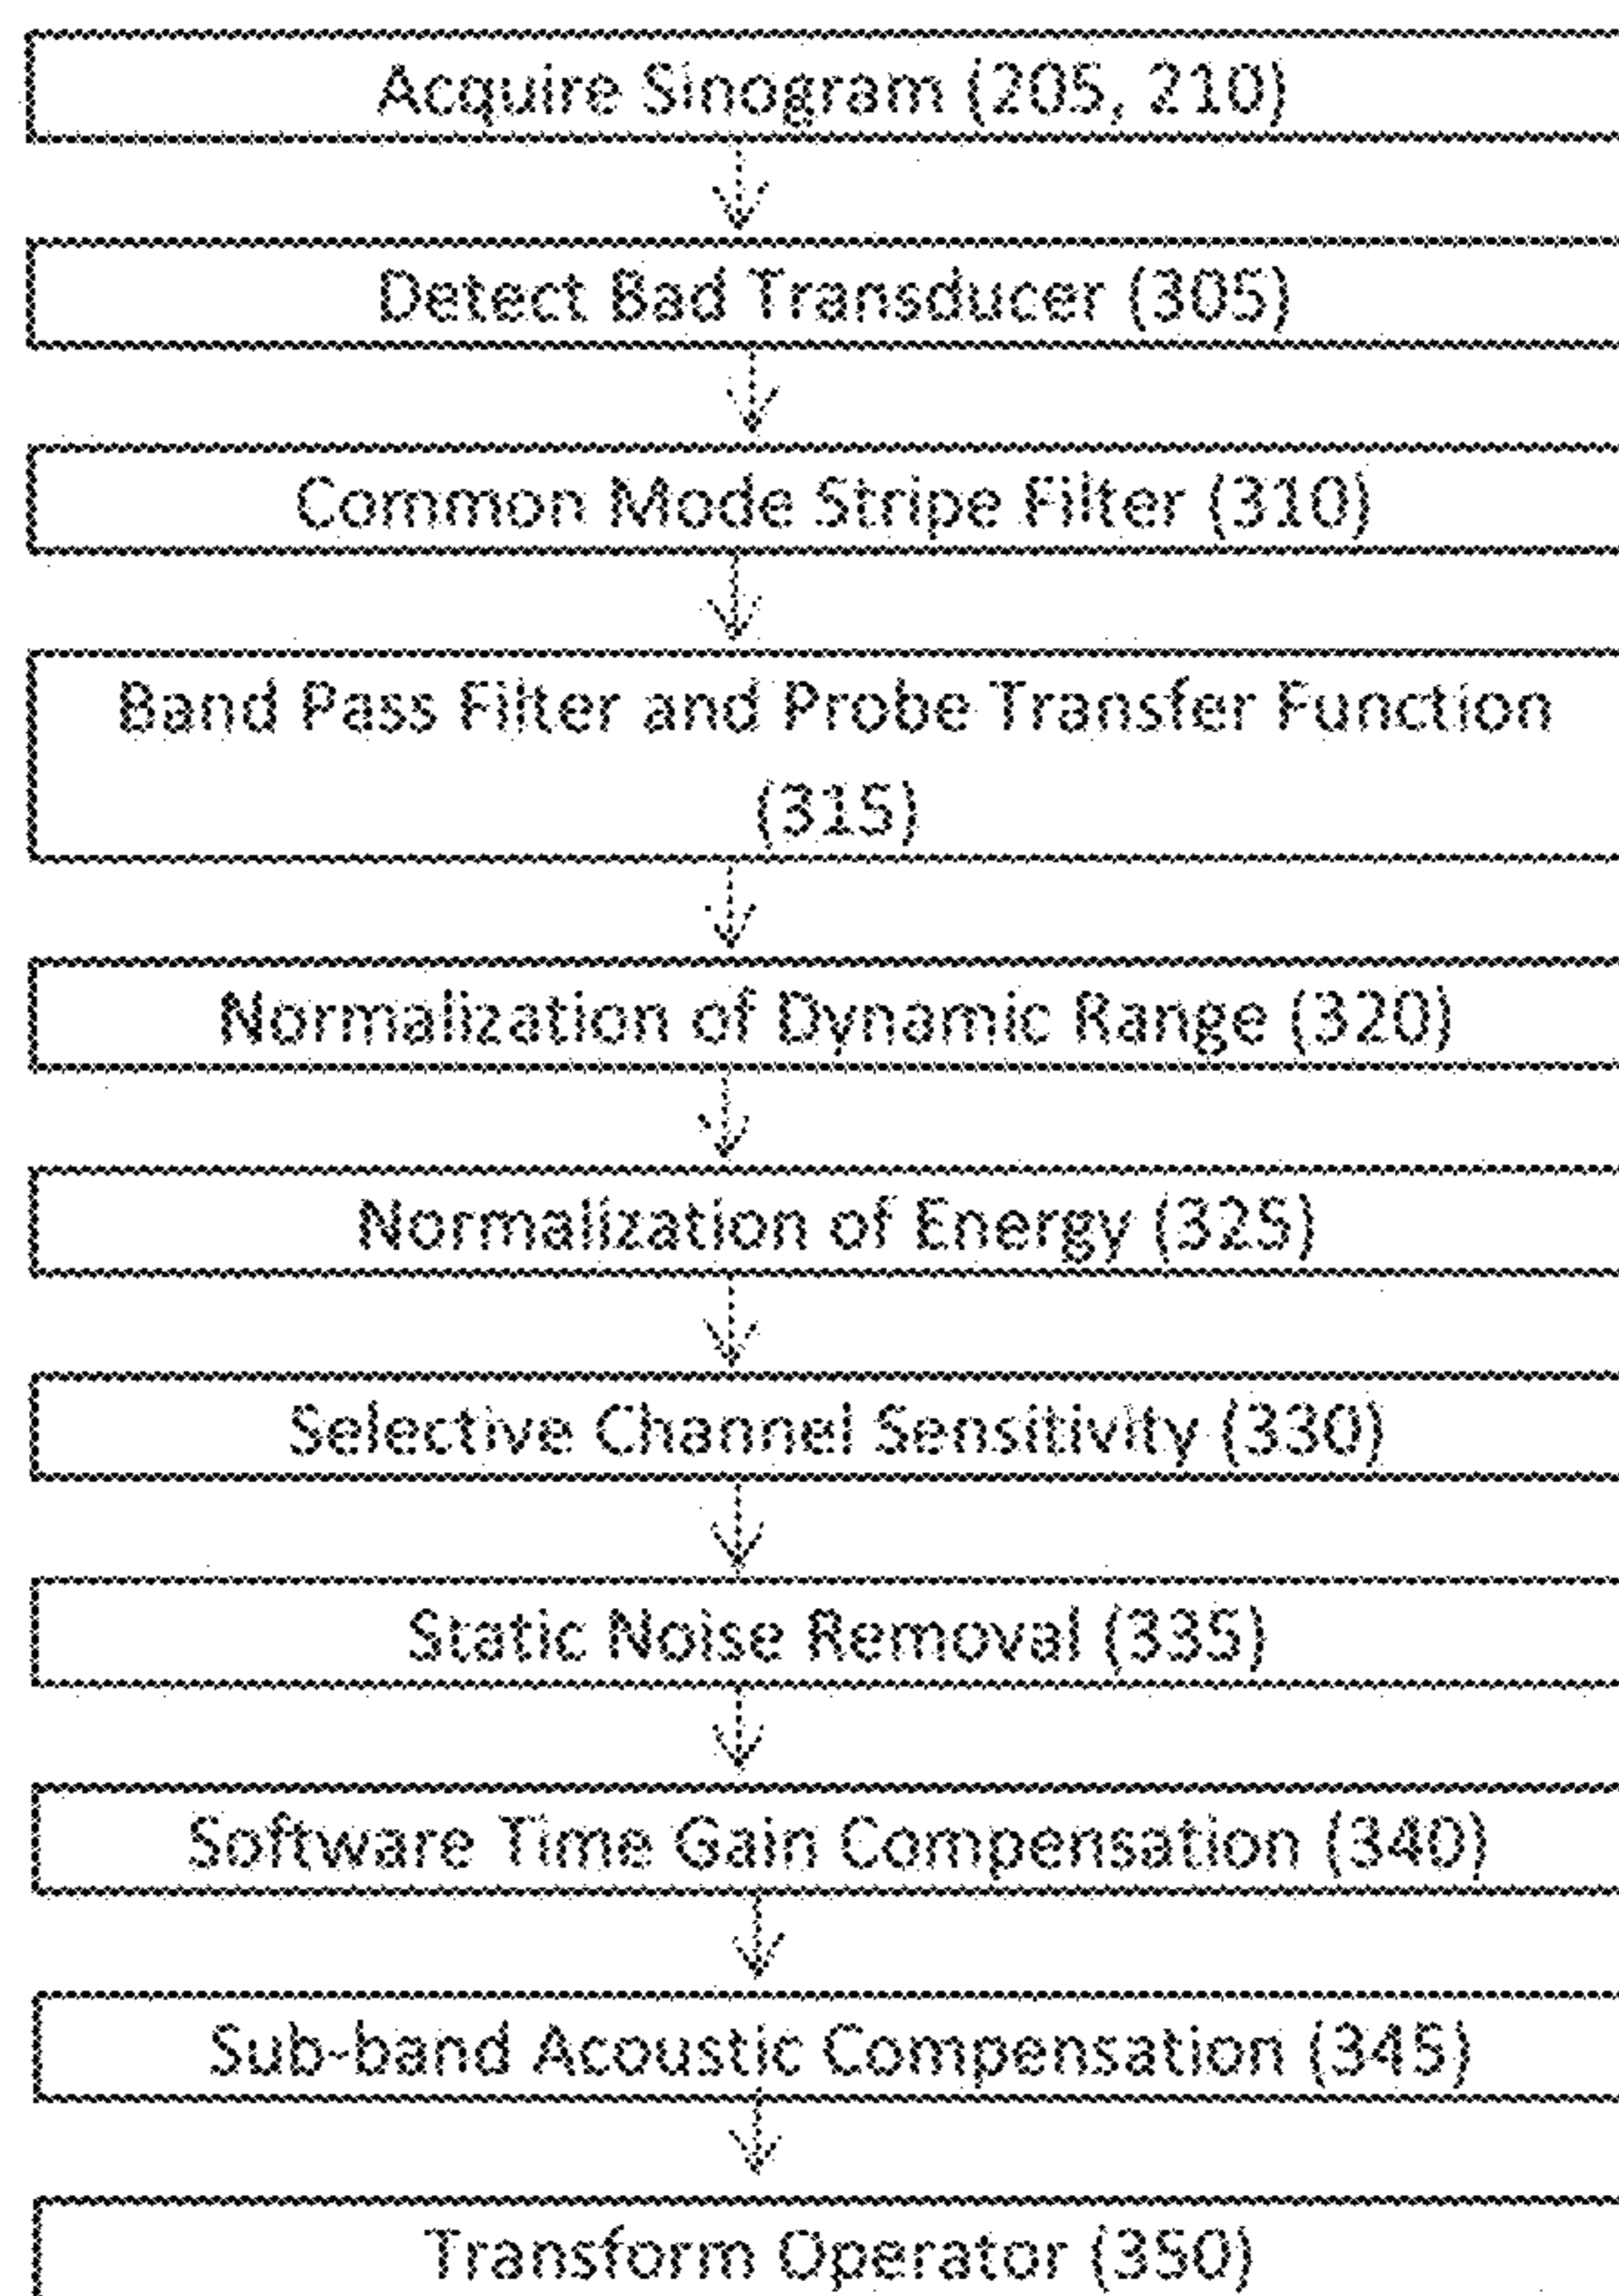 Acquire Sinogram (205, 210)
Detect Bad Transducer (305)
Common Mode Stripe Filter (310)
Band Pass Filter and Probe Transfer Function
(315)
Normalization of Dynamic Range (320)
Normalization of Energy (325)
Selective Channel Sensitivity (330)
Static Noise Removal (335)
Software Time Gain Compensation (340)
Sub-band Acoustic Compensation (345)
Transform Operator (350)